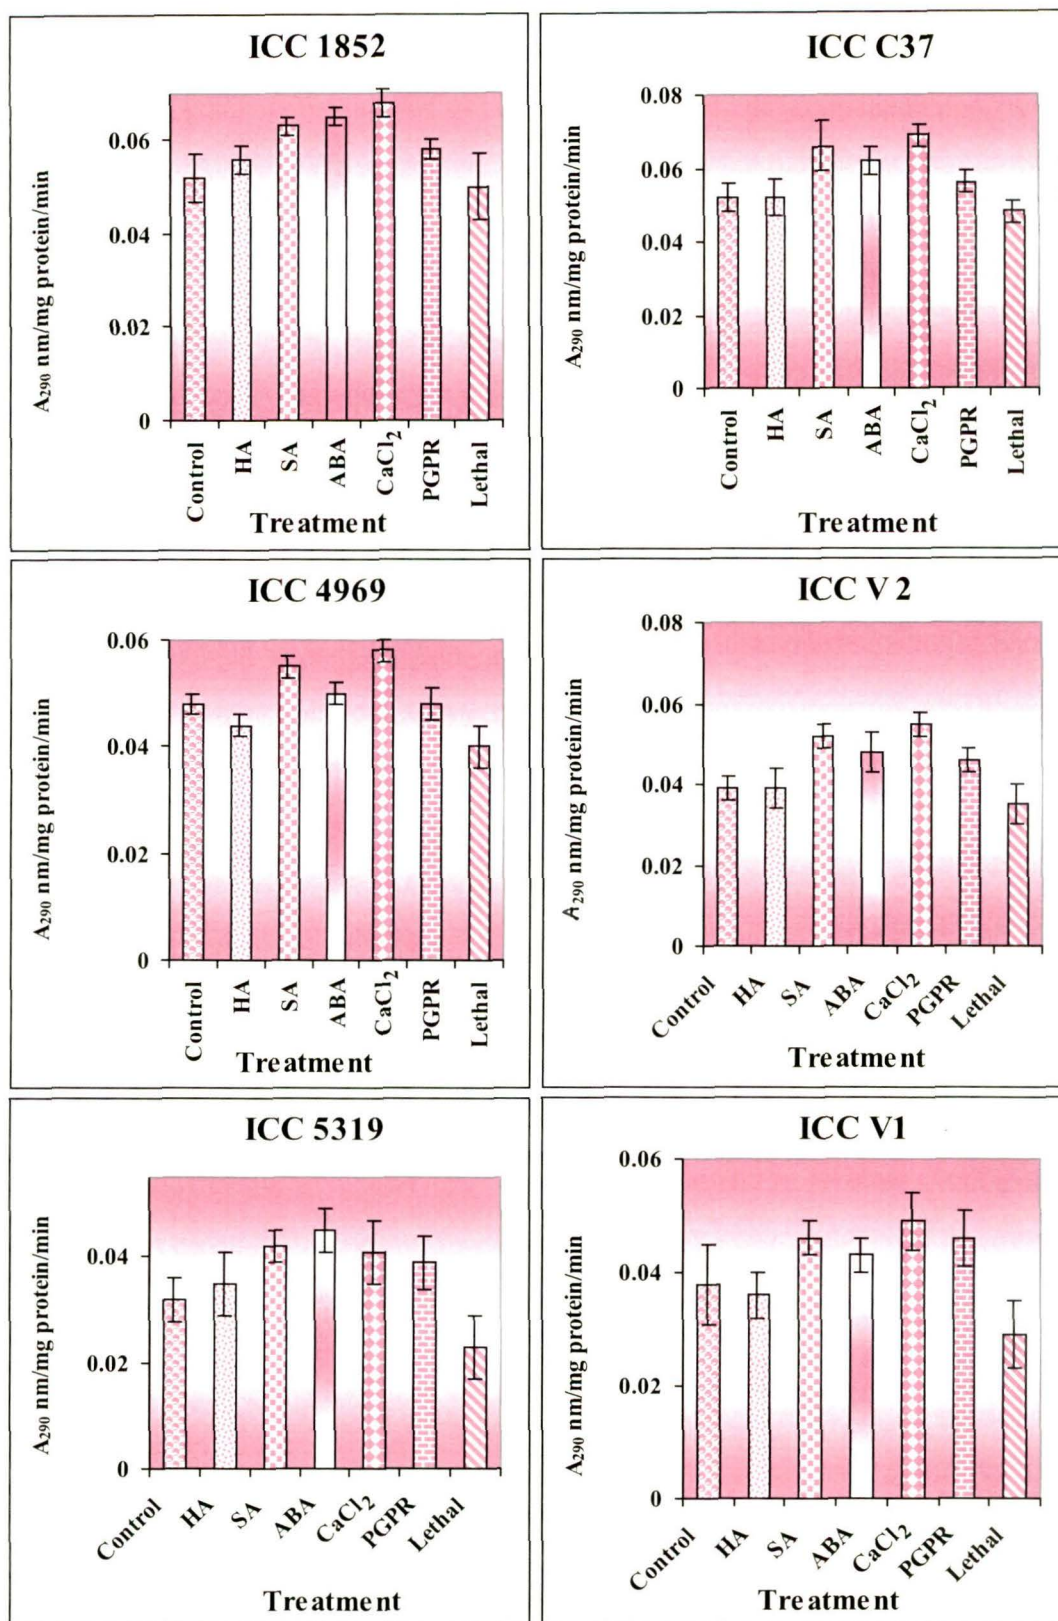 ICC 1852
A290 nm/mg protein/min
0.06
0.04
0.02
0
Control
HA
SA
ABA
CaCl2
PGPR
Lethal
Treatment
ICC C37
A290 nm/mg protein/min
0.08
0.06
0.04
0.02
0
Control
HA
SA
ABA
CaCl2
PGPR
Lethal
Treatment
ICC 4969
A290 nm/mg protein/min
0.06
0.04
0.02
0
Control
HA
SA
ABA
CaCl2
PGPR
Lethal
Treatment
ICC V 2
A290 nm/mg protein/min
0.08
0.06
0.04
0.02
0
Control
HA
SA
ABA
CaCl2
PGPR
Lethal
Treatment
ICC 5319
A290 nm/mg protein/min
0.04
0.02
0
Control
HA
SA
ABA
CaCl2
PGPR
Lethal
Treatment
ICC V1
A290 nm/mg protein/min
0.06
0.04
0.02
0
Control
HA
SA
ABA
CaCl2
PGPR
Lethal
Treatment